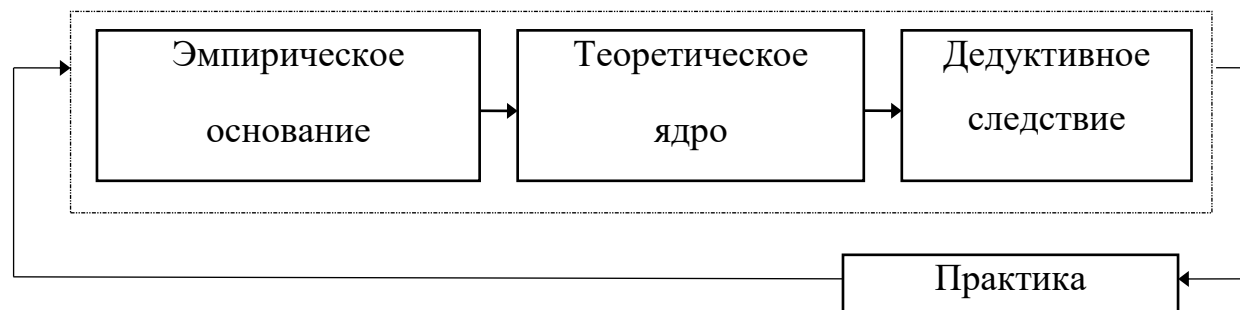 Эмпирическое
основание
Теоретическое
ядро
Дедуктивное
следствие
Практика